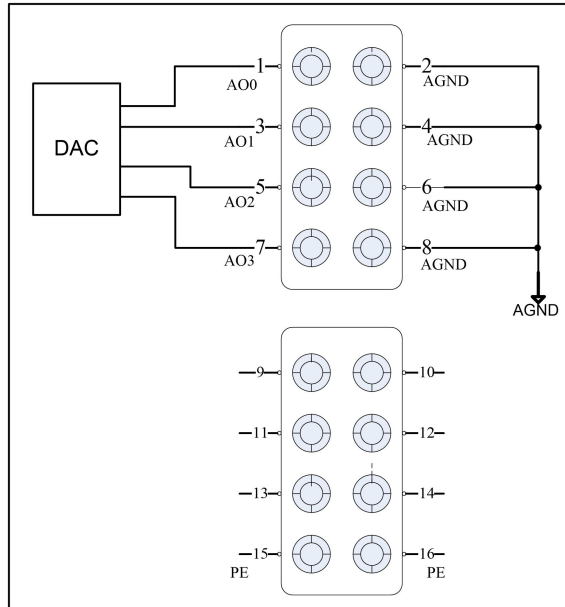 1 2
AO0 AGND
DAC
3 4
AO1 AGND
5 6
AO2 AGND
7 8
AO3 AGND
AGND
9 10
11 12
13 14
15 16
PE PE